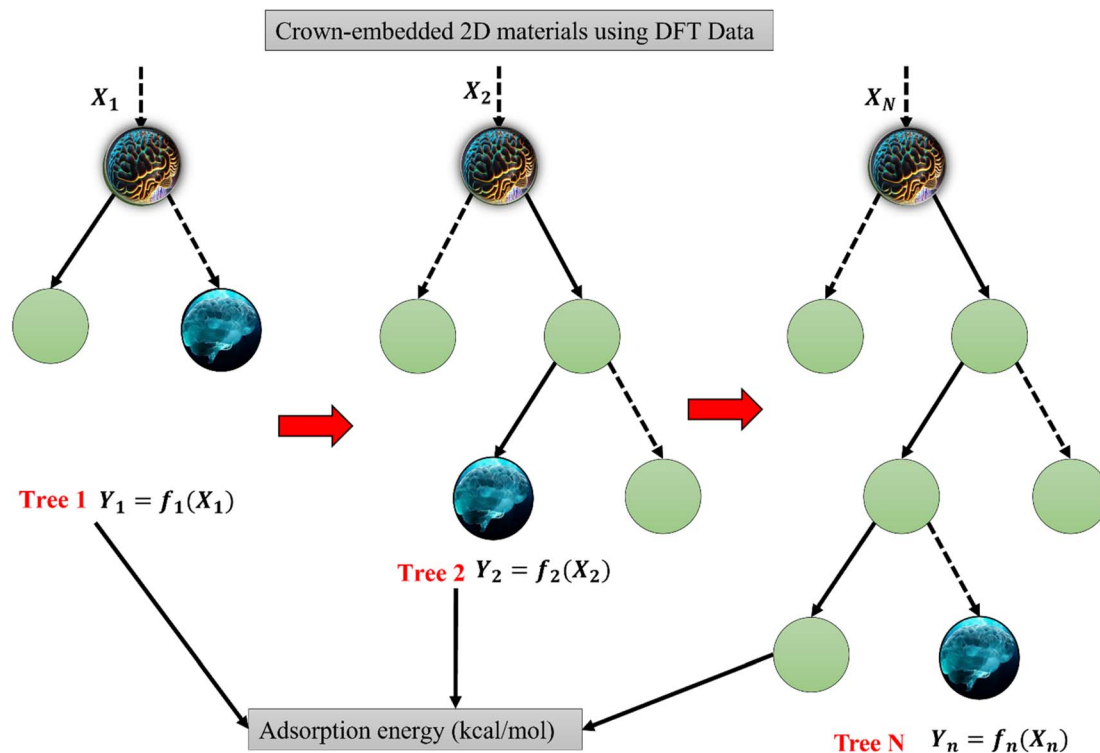 Crown-embedded 2D materials using DFT Data
X₁
X₂
X_N
Tree 1 Y₁ = f₁(X₁)
Tree 2 Y₂ = f₂(X₂)
Adsorption energy (kcal/mol)
Tree N Yₙ = fₙ(Xₙ)